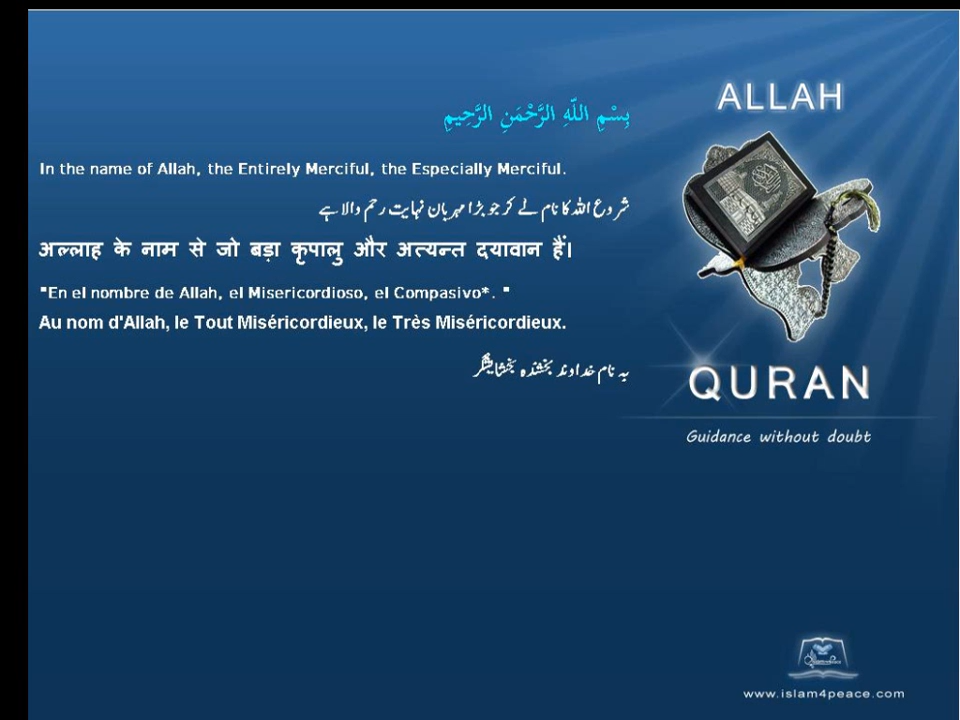 بِسْمِ اللَّهِ الرَّحْمَنِ الرَّحِيمِ
In the name of Allah, the Entirely Merciful, the Especially Merciful.
شروع الله کا نام لے کر جو بڑا مہربان نہایت رحم والا ہے
अल्लाह के नाम से जो बड़ा कृपालु और अत्यन्त दयावान हैं।
"En el nombre de Allah, el Misericordioso, el Compasivo*. "
Au nom d'Allah, le Tout Miséricordieux, le Très Miséricordieux.
به نام خداوند بخشنده بخشایشگر
ALLAH
QURAN
Guidance without doubt
www.islam4peace.com